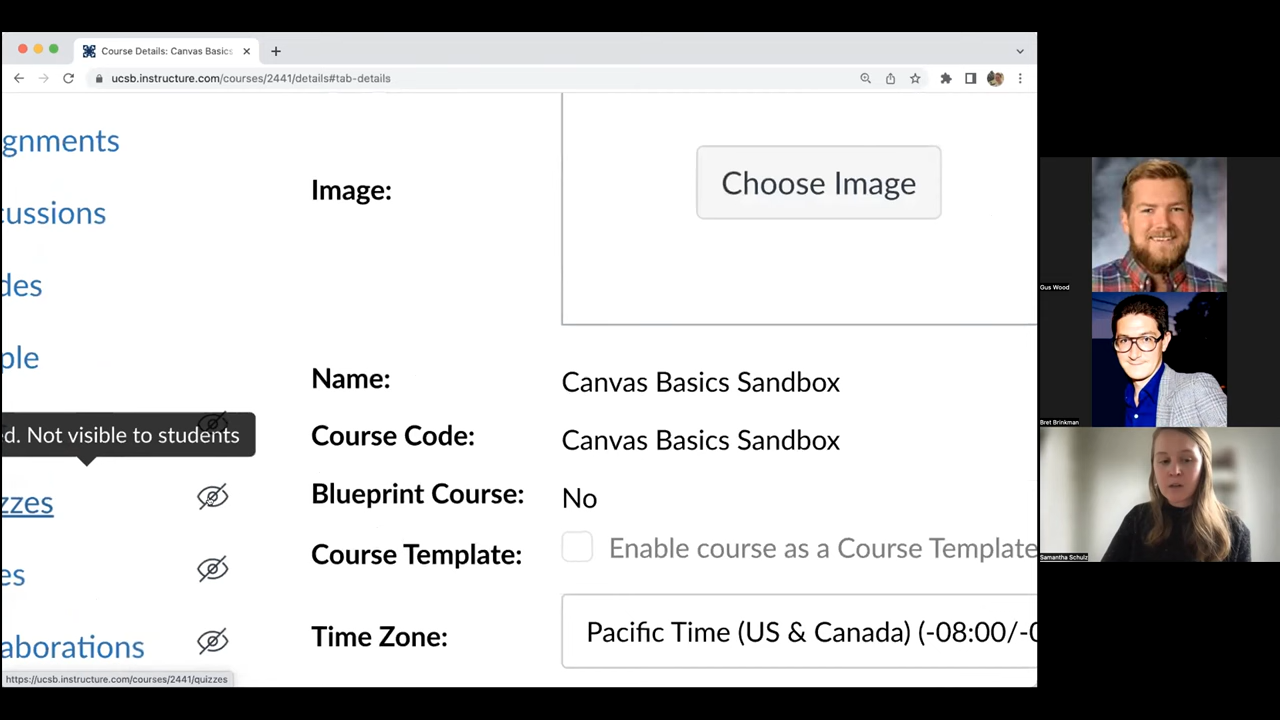 Course Details: Canvas Basics
ucsb.instructure.com/courses/2441/details#tab-details
gnments
cussions
des
ple
ed. Not visible to students
zzes
es
aborations
https://ucsb.instructure.com/courses/2441/quizzes
Image:
Choose Image
Name:
Canvas Basics Sandbox
Course Code:
Canvas Basics Sandbox
Blueprint Course:
No
Course Template:
Enable course as a Course Template
Time Zone:
Pacific Time (US & Canada) (-08:00/-0
Gus Wood
Bret Brinkman
Samantha Schulz